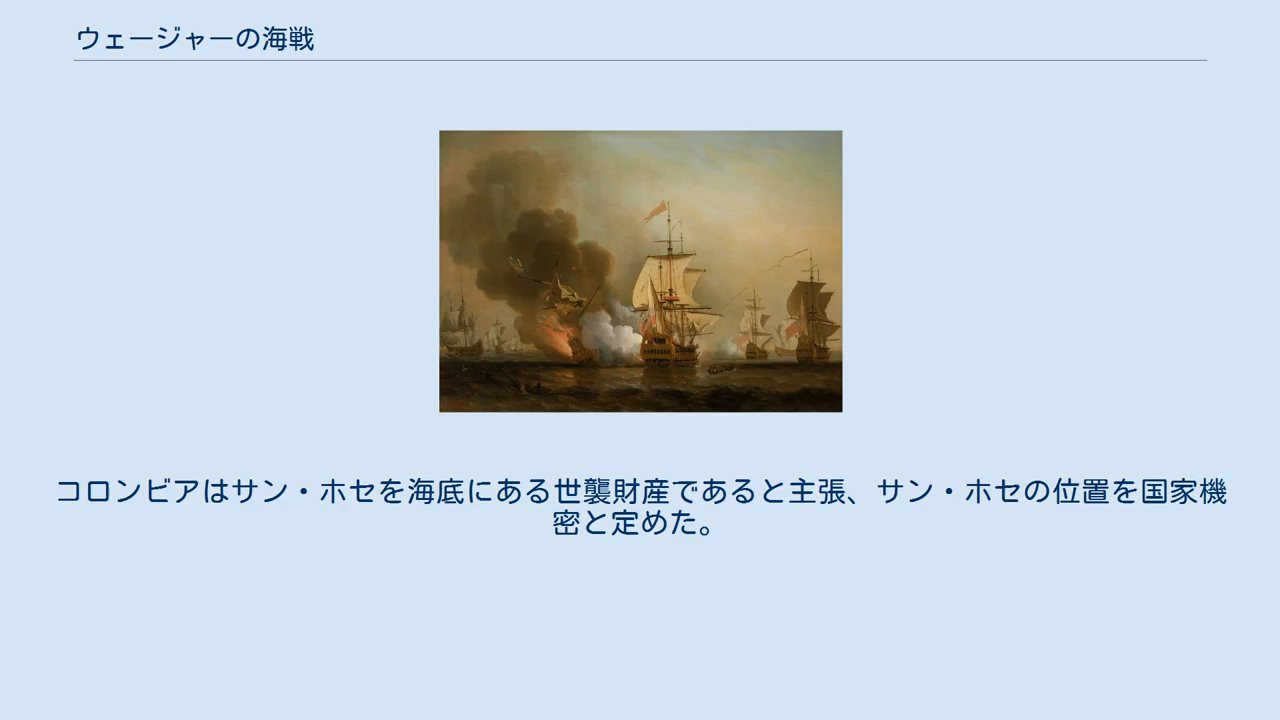 ウェージャーの海戦
コロンビアはサン・ホセを海底にある世襲財産であると主張、サン・ホセの位置を国家機
密と定めた。